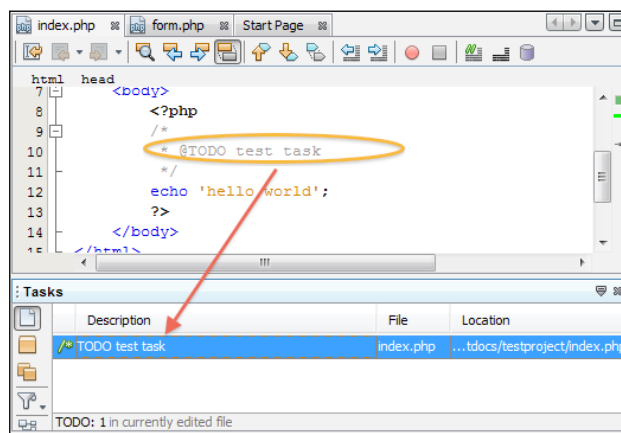 index.php form.php Start Page
html head
7 <body>
8 <?php
9 /*
10 * @TODO test task
11 */
12 echo 'hello world';
13 ?>
14 </body>
15 </html>
Tasks
Description File Location
TODO test task index.php ...tdocs/testproject/index.php
TODO: 1 in currently edited file